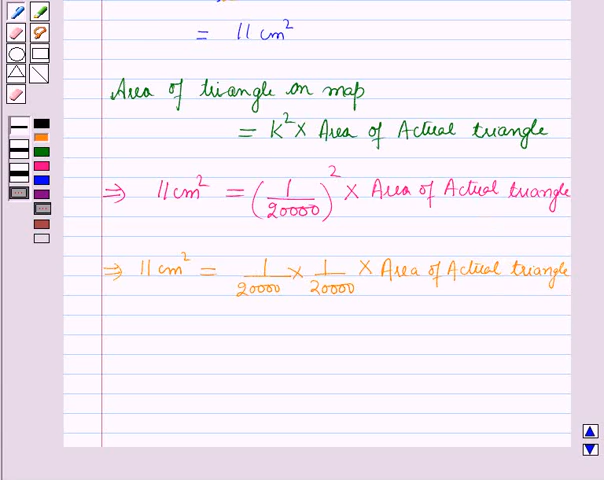 = 11 cm²
Area of triangle on map
= K² × Area of Actual triangle
⇒ 11 cm² = (1/20000)² × Area of Actual triangle
⇒ 11 cm² = 1/20000 × 1/20000 × Area of Actual triangle